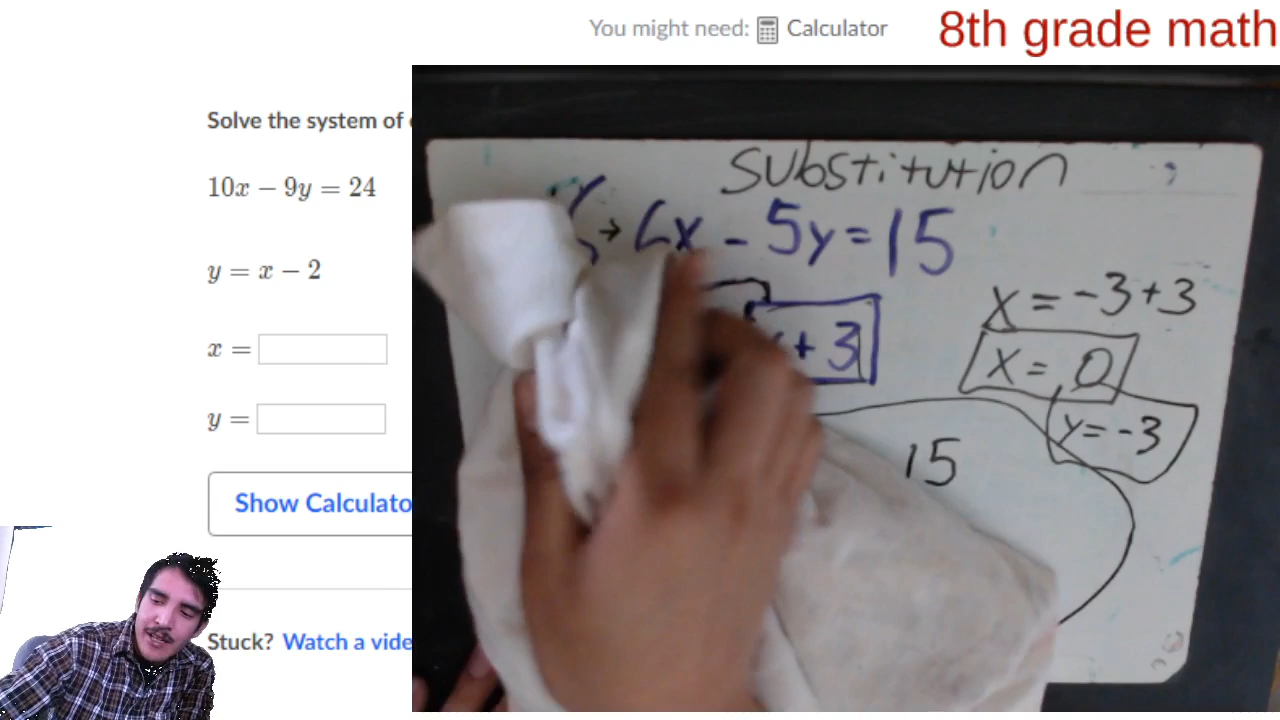 You might need: Calculator
8th grade math
Solve the system of
10x − 9y = 24
y = x − 2
x =
y =
Show Calculato
Stuck? Watch a vide
Substitution
x - 5y = 15
+ 3
x = -3 + 3
x = 0
y = -3
15